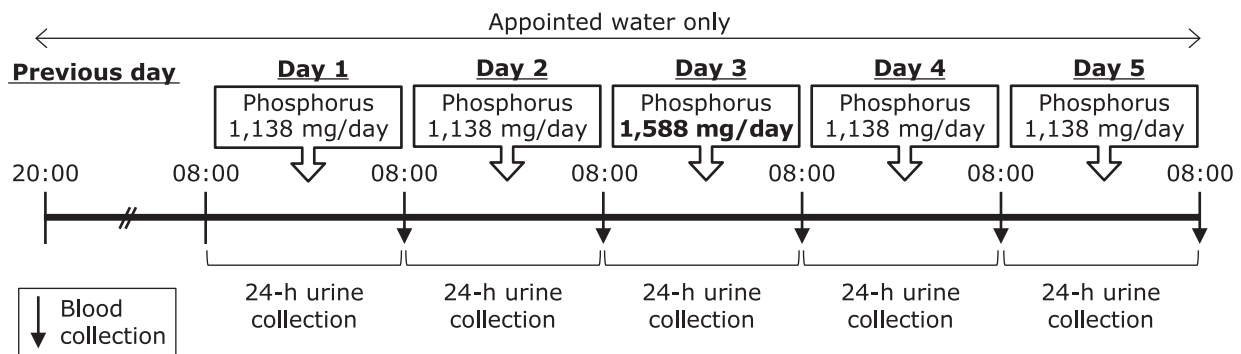 Appointed water only
Previous day Day 1 Day 2 Day 3 Day 4 Day 5
Phosphorus Phosphorus Phosphorus Phosphorus Phosphorus
1,138 mg/day 1,138 mg/day 1,588 mg/day 1,138 mg/day 1,138 mg/day
20:00 08:00 08:00 08:00 08:00 08:00 08:00
24-h urine 24-h urine 24-h urine 24-h urine 24-h urine
collection collection collection collection collection
Blood
collection